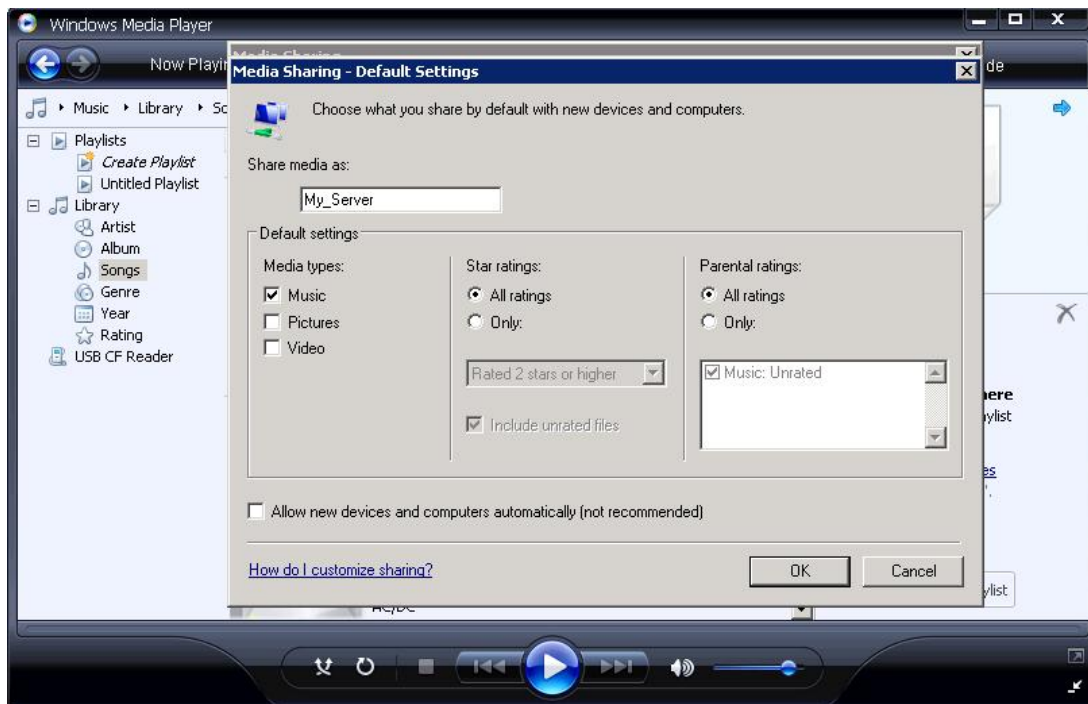 Windows Media Player
Now Playi
de
Media Sharing
Media Sharing - Default Settings
Music Library Sc
Choose what you share by default with new devices and computers.
Playlists
Create Playlist
Untitled Playlist
Library
Artist
Album
Songs
Genre
Year
Rating
USB CF Reader
Share media as:
My_Server
Default settings
Media types:
Music
Pictures
Video
Star ratings:
All ratings
Only:
Rated 2 stars or higher
Include unrated files
Parental ratings:
All ratings
Only:
Music: Unrated
Allow new devices and computers automatically (not recommended)
How do I customize sharing?
OK
Cancel
ere
ylist
es
ylist
AC/DC